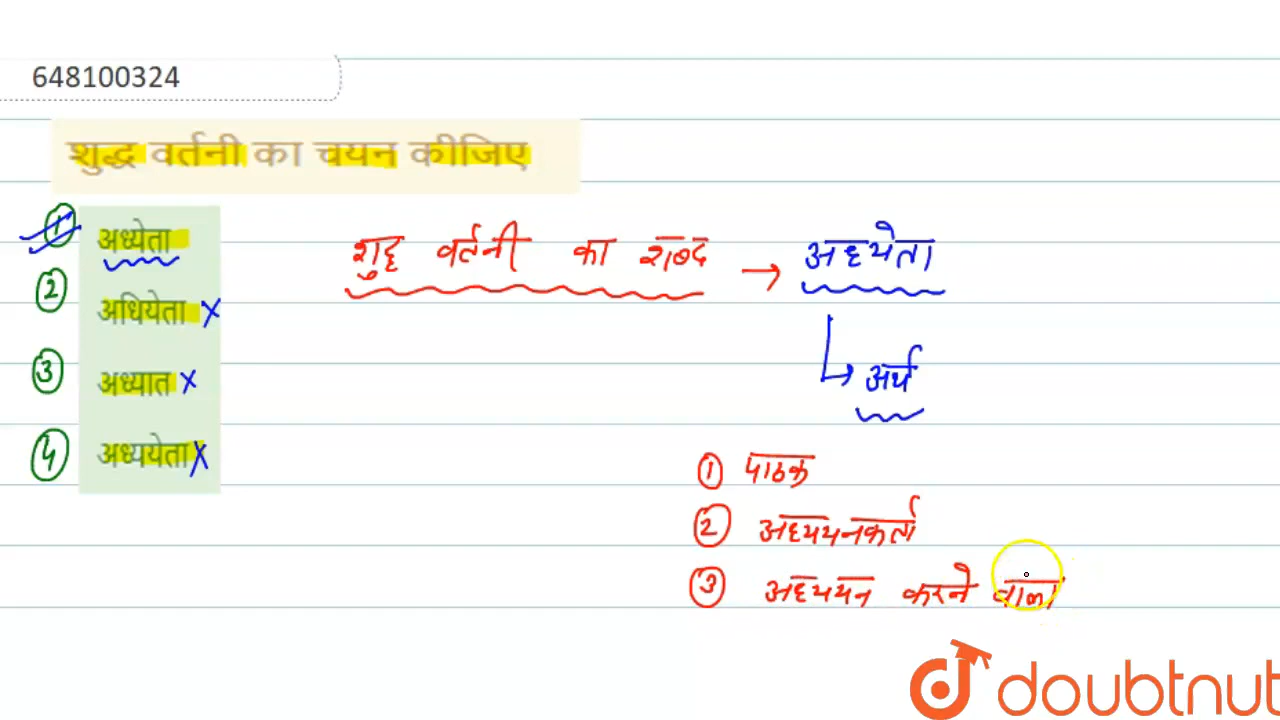 648100324
शुद्ध वर्तनी का चयन कीजिए
① अध्येता
② अधियेता X
③ अध्यात X
④ अध्ययेता X
शुद्ध वर्तनी का शब्द → अध्येता
↳ अर्थ
① पाठक
② अध्ययनकर्ता
③ अध्ययन करने वाला
doubtnut